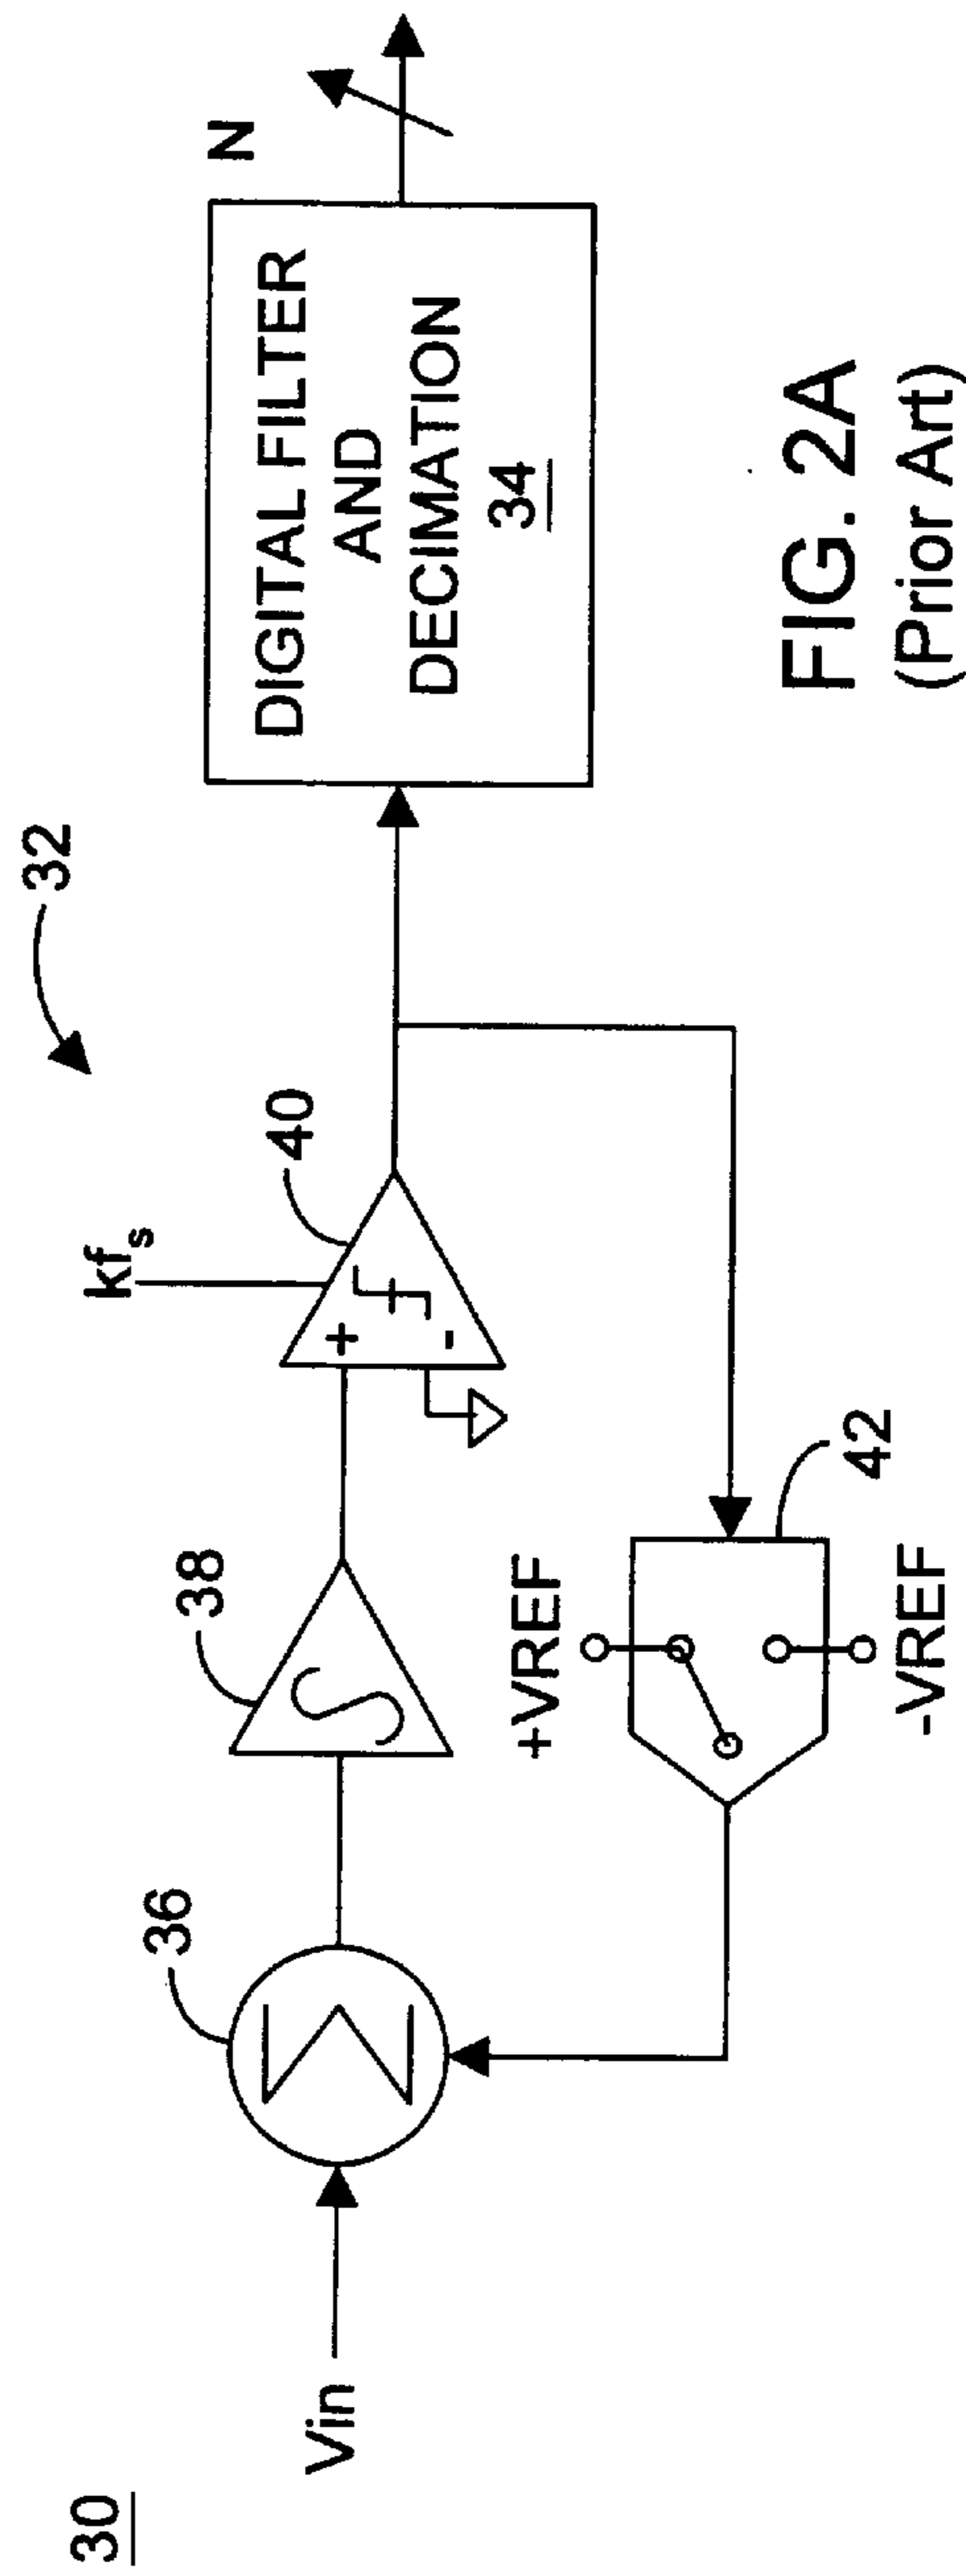 30
32
Vin
36
38
kfs
40
+
-
+VREF
-VREF
42
DIGITAL FILTER
AND
DECIMATION
34
N
FIG. 2A
(Prior Art)